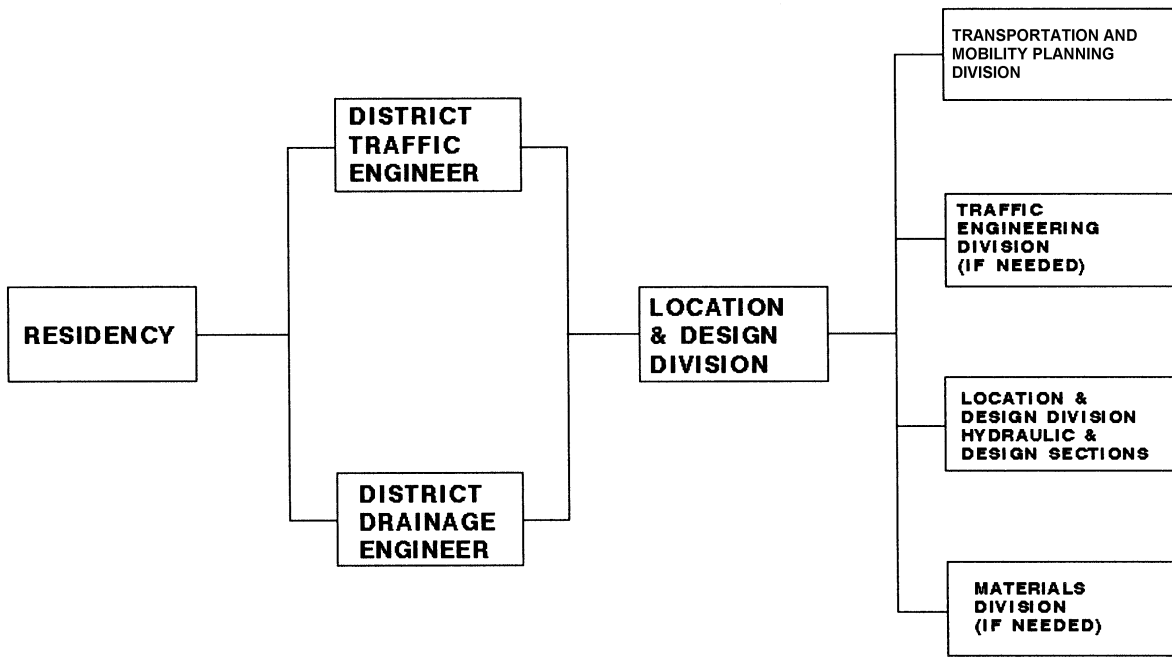 RESIDENCY
DISTRICT
TRAFFIC
ENGINEER
DISTRICT
DRAINAGE
ENGINEER
LOCATION
& DESIGN
DIVISION
TRANSPORTATION AND
MOBILITY PLANNING
DIVISION
TRAFFIC
ENGINEERING
DIVISION
(IF NEEDED)
LOCATION &
DESIGN DIVISION
HYDRAULIC &
DESIGN SECTIONS
MATERIALS
DIVISION
(IF NEEDED)